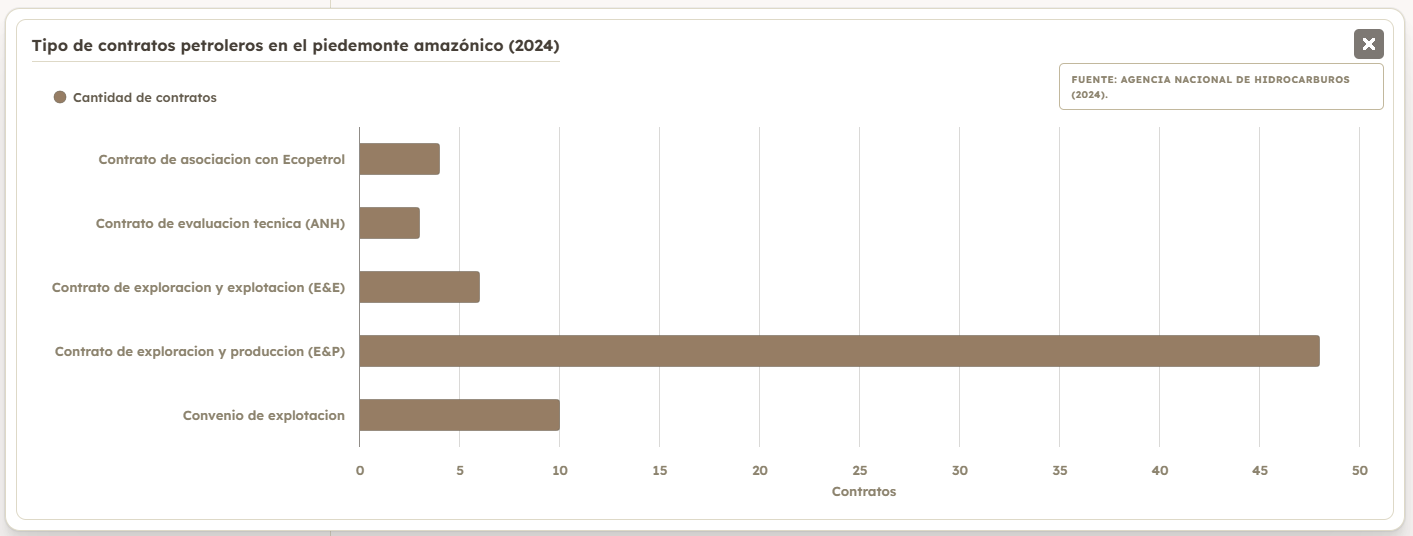 Tipo de contratos petroleros en el piedemonte amazónico (2024)
FUENTE: AGENCIA NACIONAL DE HIDROCARBUROS
(2024).
Cantidad de contratos
Contrato de asociacion con Ecopetrol
Contrato de evaluacion tecnica (ANH)
Contrato de exploracion y explotacion (E&E)
Contrato de exploracion y produccion (E&P)
Convenio de explotacion
0 5 10 15 20 25 30 35 40 45 50
Contratos